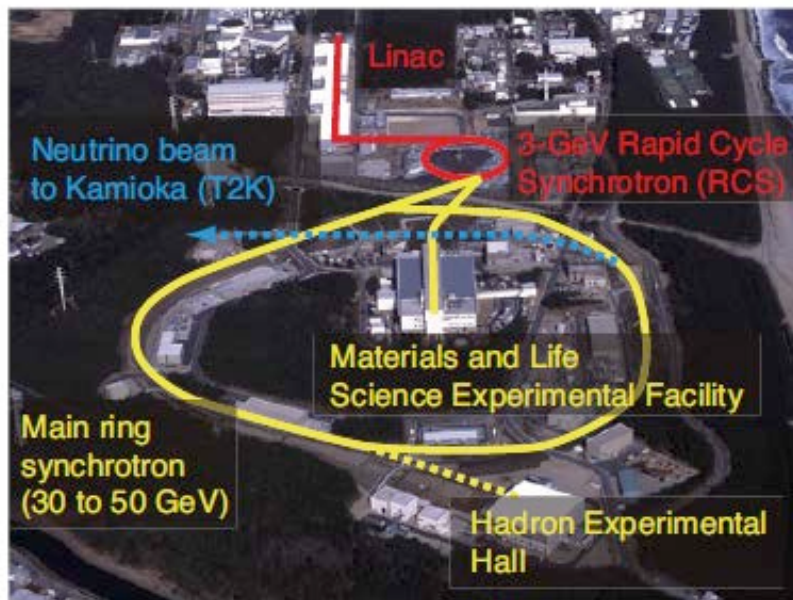 Linac
Neutrino beam
to Kamioka (T2K)
3-GeV Rapid Cycle
Synchrotron (RCS)
Materials and Life
Science Experimental Facility
Main ring
synchrotron
(30 to 50 GeV)
Hadron Experimental
Hall